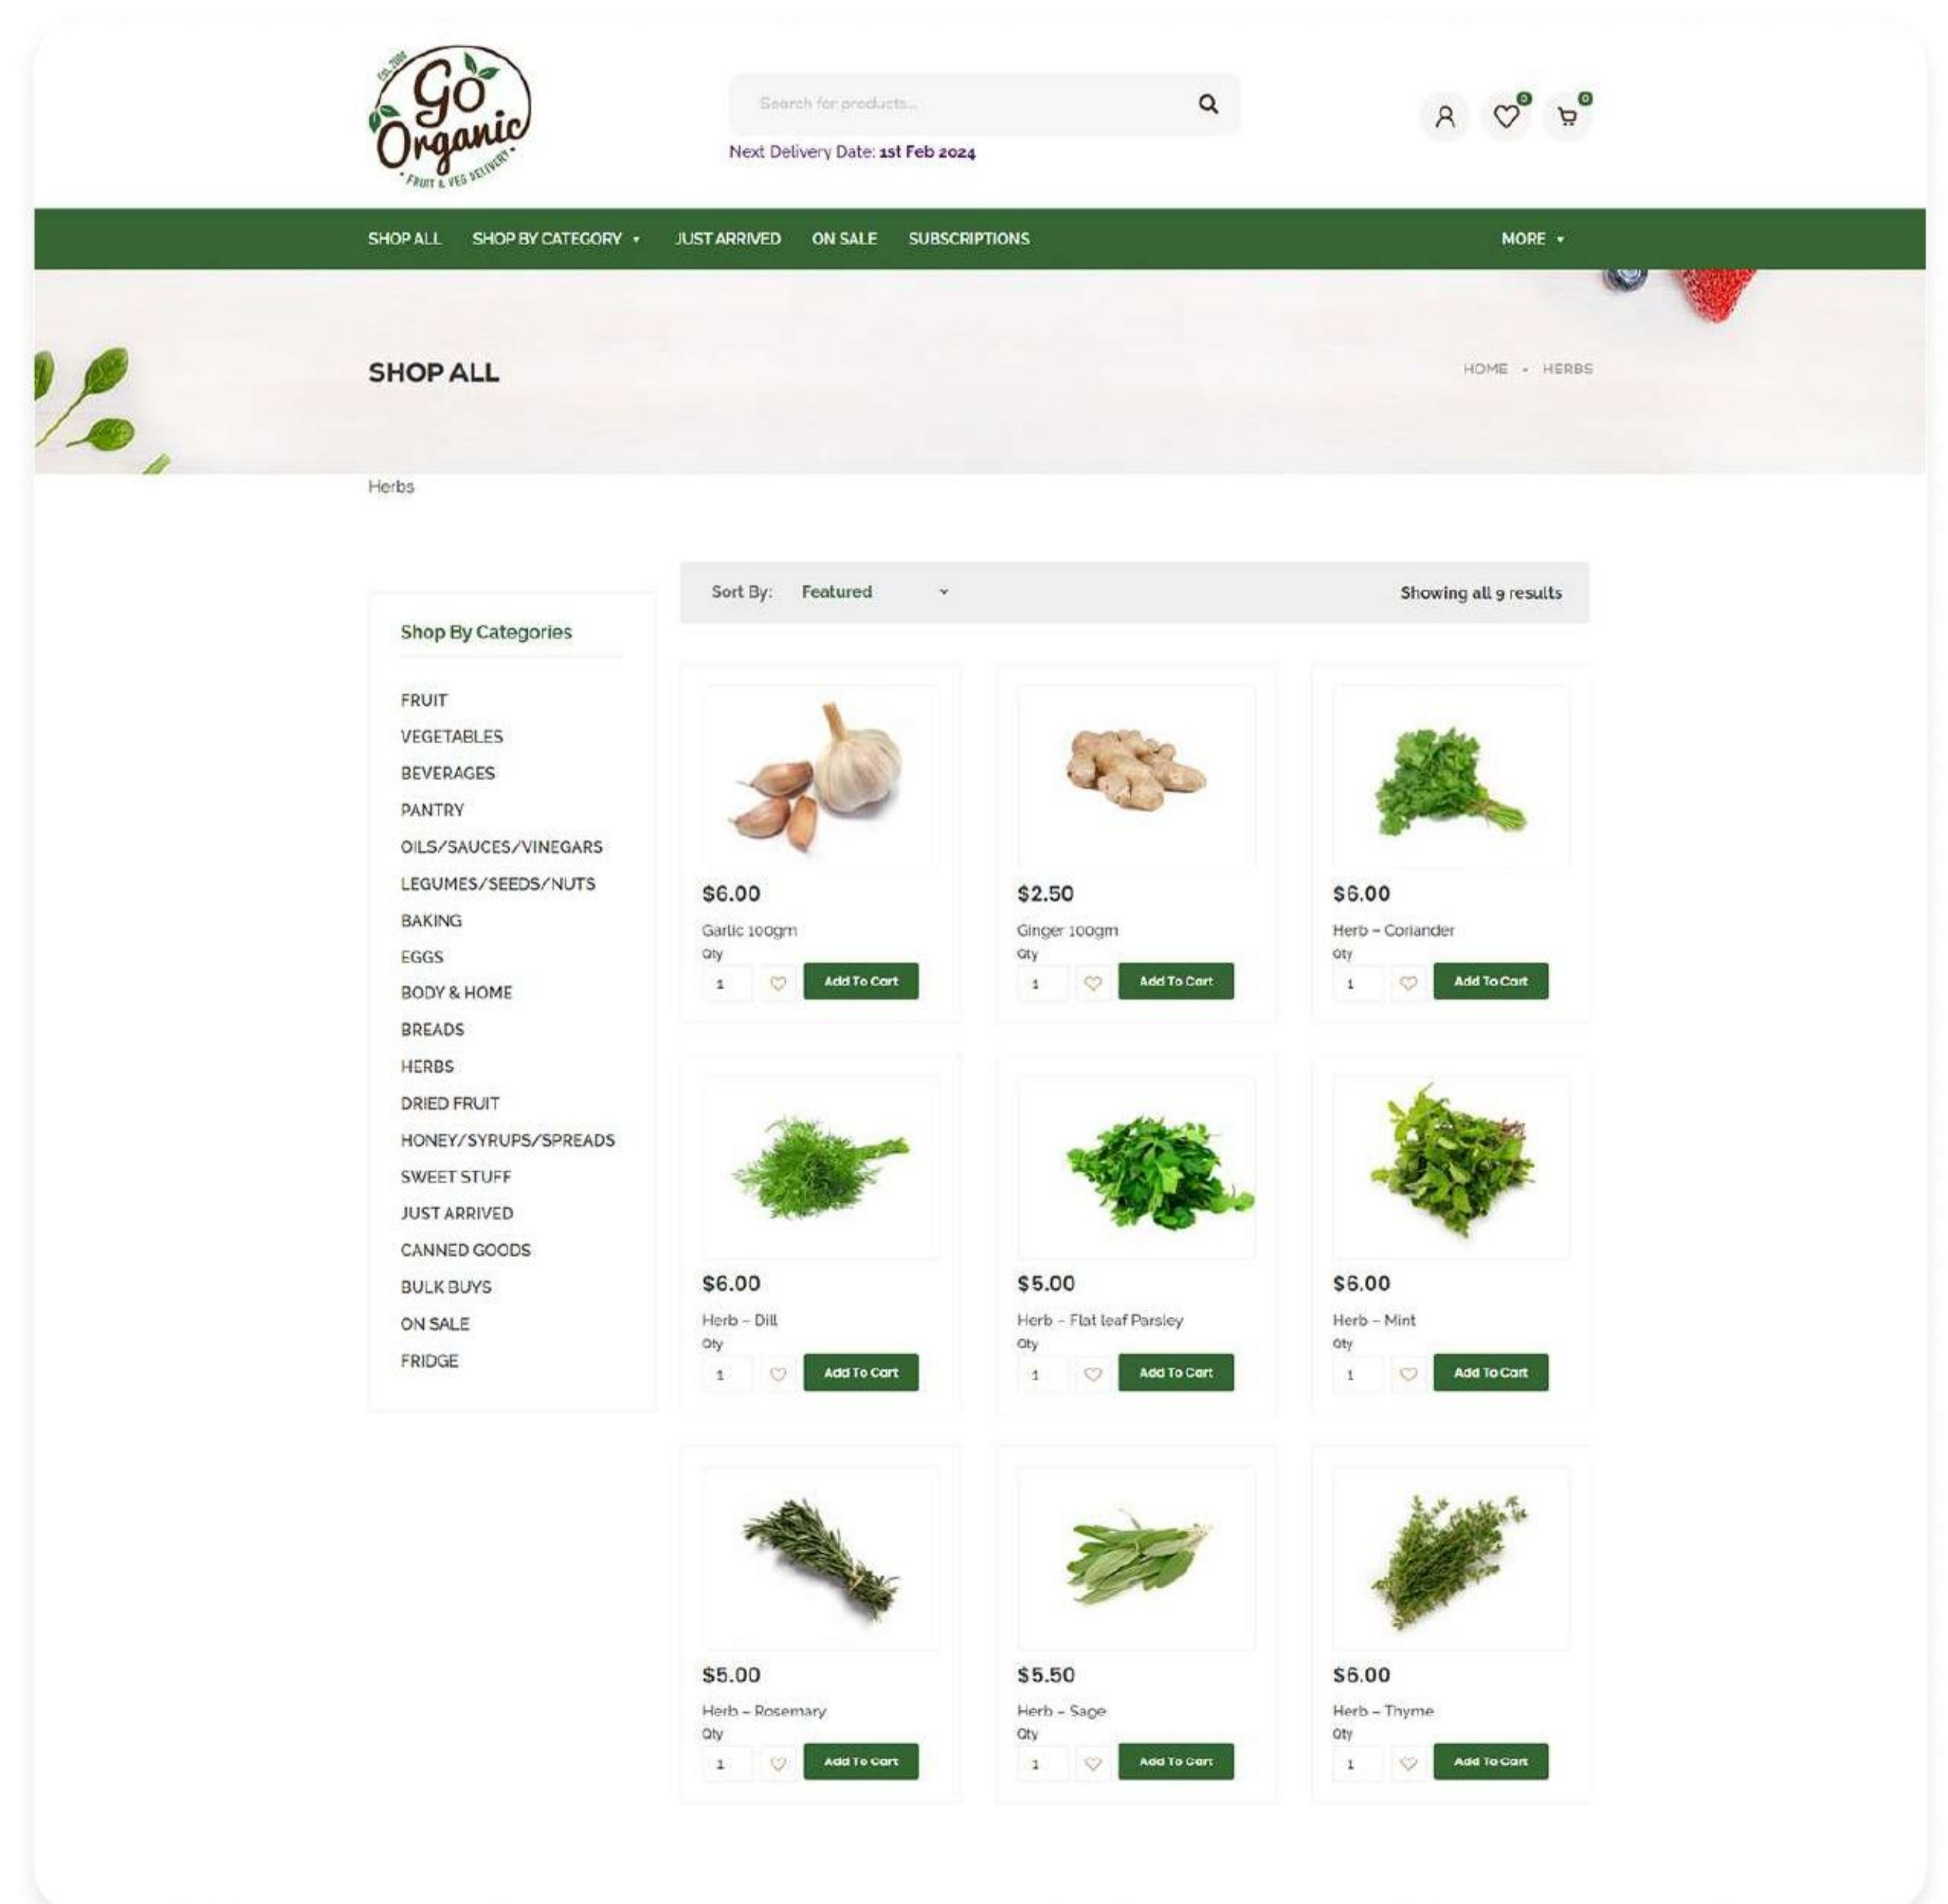 Est. 2008
Go
Organic
• FRUIT & VEG DELIVERY •
Search for products...
Next Delivery Date: 1st Feb 2024
0
0
SHOP ALL SHOP BY CATEGORY JUST ARRIVED ON SALE SUBSCRIPTIONS MORE
SHOP ALL
HOME • HERBS
Herbs
Shop By Categories
FRUIT
VEGETABLES
BEVERAGES
PANTRY
OILS/SAUCES/VINEGARS
LEGUMES/SEEDS/NUTS
BAKING
EGGS
BODY & HOME
BREADS
HERBS
DRIED FRUIT
HONEY/SYRUPS/SPREADS
SWEET STUFF
JUST ARRIVED
CANNED GOODS
BULK BUYS
ON SALE
FRIDGE
Sort By: Featured
Showing all 9 results
$6.00
Garlic 100gm
Qty
1 Add To Cart
$2.50
Ginger 100gm
Qty
1 Add To Cart
$6.00
Herb – Coriander
Qty
1 Add To Cart
$6.00
Herb – Dill
Qty
1 Add To Cart
$5.00
Herb – Flat leaf Parsley
Qty
1 Add To Cart
$6.00
Herb – Mint
Qty
1 Add To Cart
$5.00
Herb – Rosemary
Qty
1 Add To Cart
$5.50
Herb – Sage
Qty
1 Add To Cart
$6.00
Herb – Thyme
Qty
1 Add To Cart